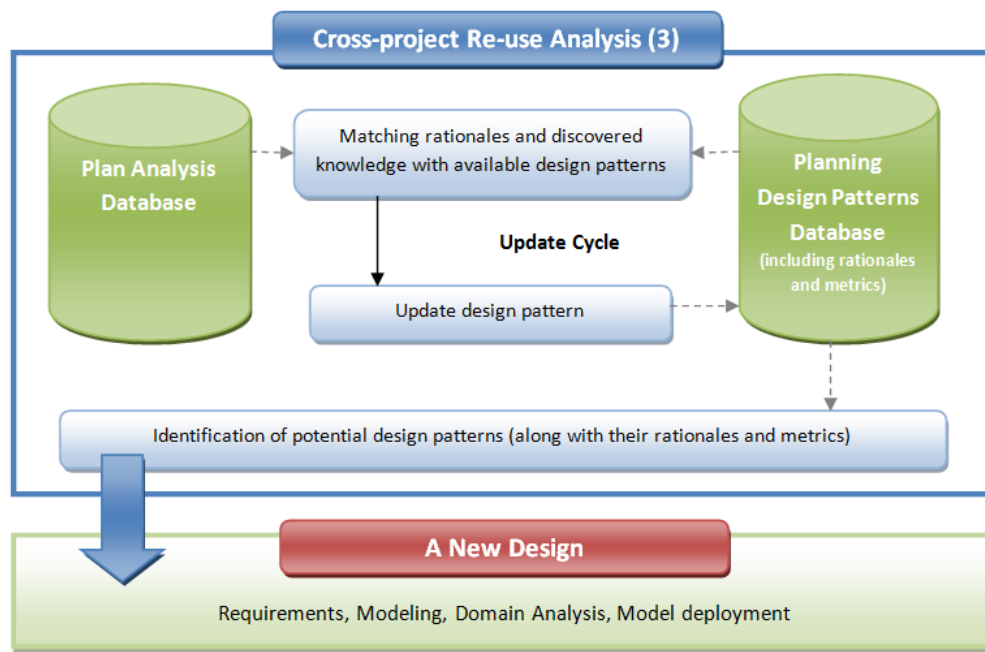 Cross-project Re-use Analysis (3)
Plan Analysis
Database
Matching rationales and discovered
knowledge with available design patterns
Planning
Design Patterns
Database
(including rationales
and metrics)
Update Cycle
Update design pattern
Identification of potential design patterns (along with their rationales and metrics)
A New Design
Requirements, Modeling, Domain Analysis, Model deployment